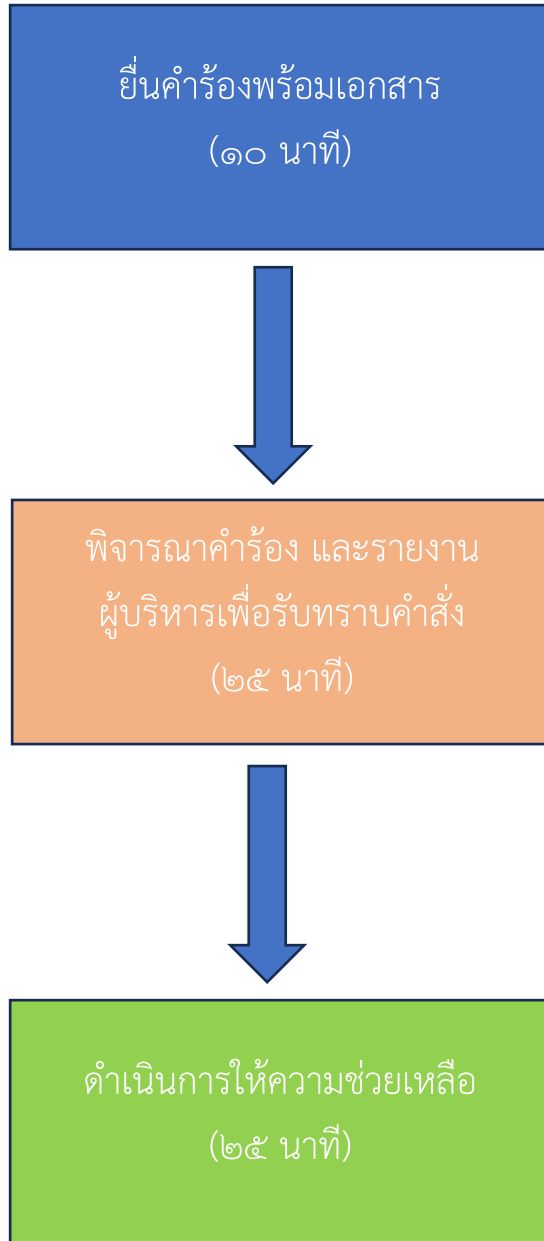 ยื่นคำร้องพร้อมเอกสาร
(๑๐ นาที)
พิจารณาคำร้อง และรายงาน
ผู้บริหารเพื่อรับทราบคำสั่ง
(๒๕ นาที)
ดำเนินการให้ความช่วยเหลือ
(๒๕ นาที)